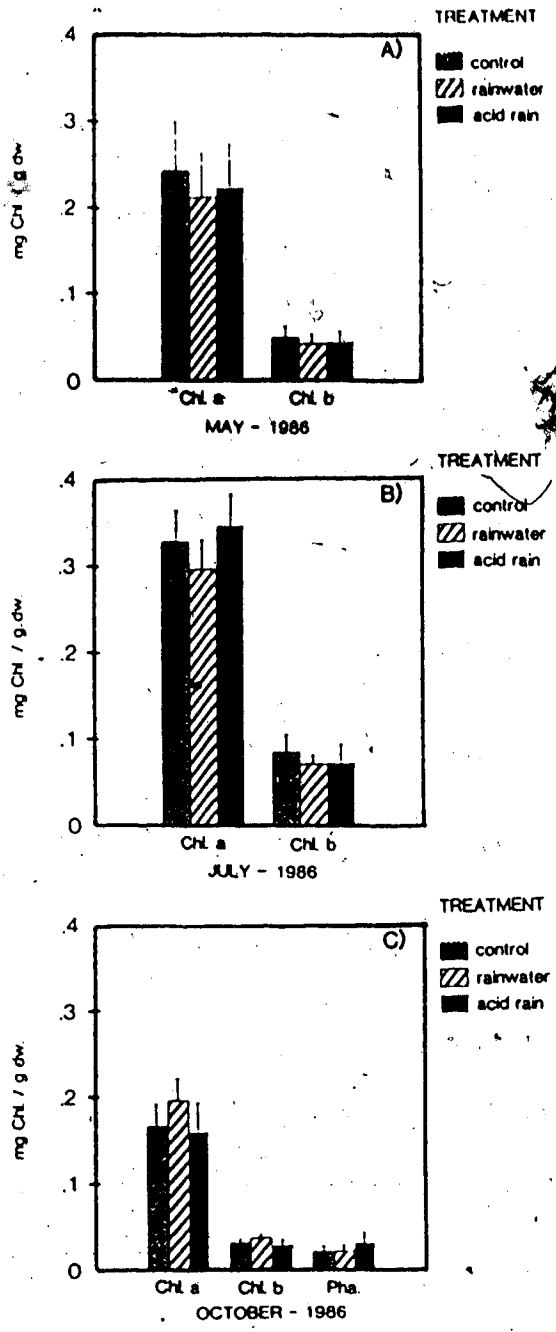 TREATMENT
control
rainwater
acid rain
A)
.4
.3
.2
.1
0
mg Chl / g.dw.
Chl. a
Chl. b
MAY - 1986
TREATMENT
control
rainwater
acid rain
B)
.4
.3
.2
.1
0
mg Chl / g.dw.
Chl. a
Chl. b
JULY - 1986
TREATMENT
control
rainwater
acid rain
C)
.4
.3
.2
.1
0
mg Chl. / g.dw.
Chl. a
Chl. b
Pha.
OCTOBER - 1986